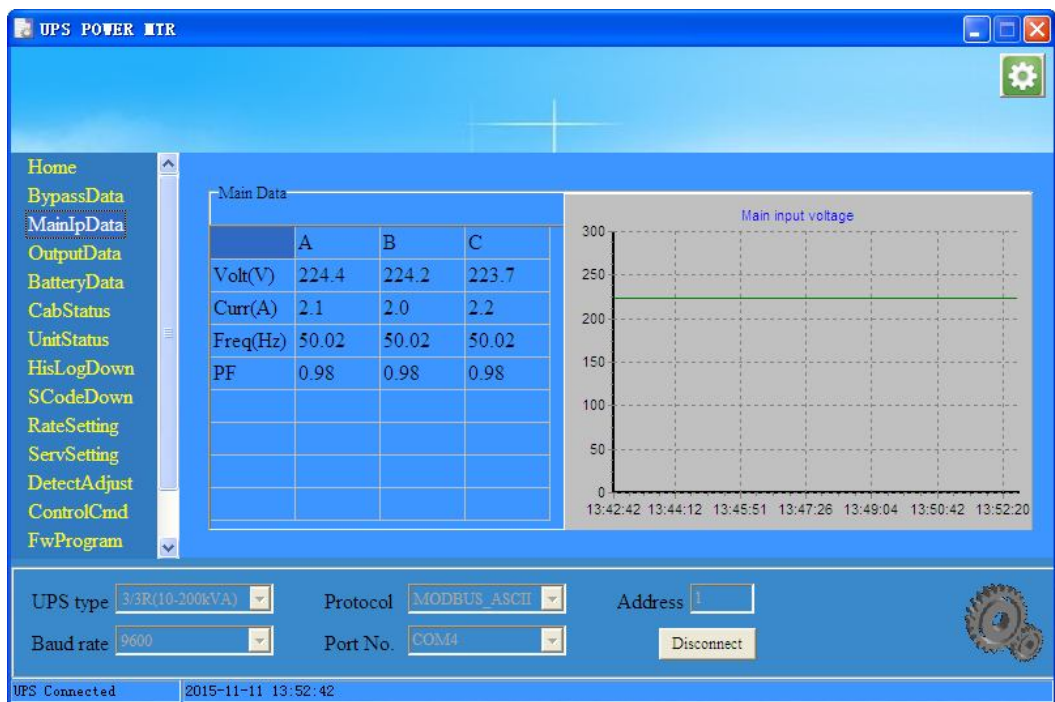 UPS POWER MTR
Home
BypassData
MainIpData
OutputData
BatteryData
CabStatus
UnitStatus
HisLogDown
SCodeDown
RateSetting
ServSetting
DetectAdjust
ControlCmd
FwProgram
Main Data
A B C
Volt(V) 224.4 224.2 223.7
Curr(A) 2.1 2.0 2.2
Freq(Hz) 50.02 50.02 50.02
PF 0.98 0.98 0.98
Main input voltage
300
250
200
150
100
50
0
13:42:42 13:44:12 13:45:51 13:47:26 13:49:04 13:50:42 13:52:20
UPS type 3/3R(10-200kVA) Protocol MODBUS_ASCII Address 1
Baud rate 9600 Port No. COM4 Disconnect
UPS Connected 2015-11-11 13:52:42